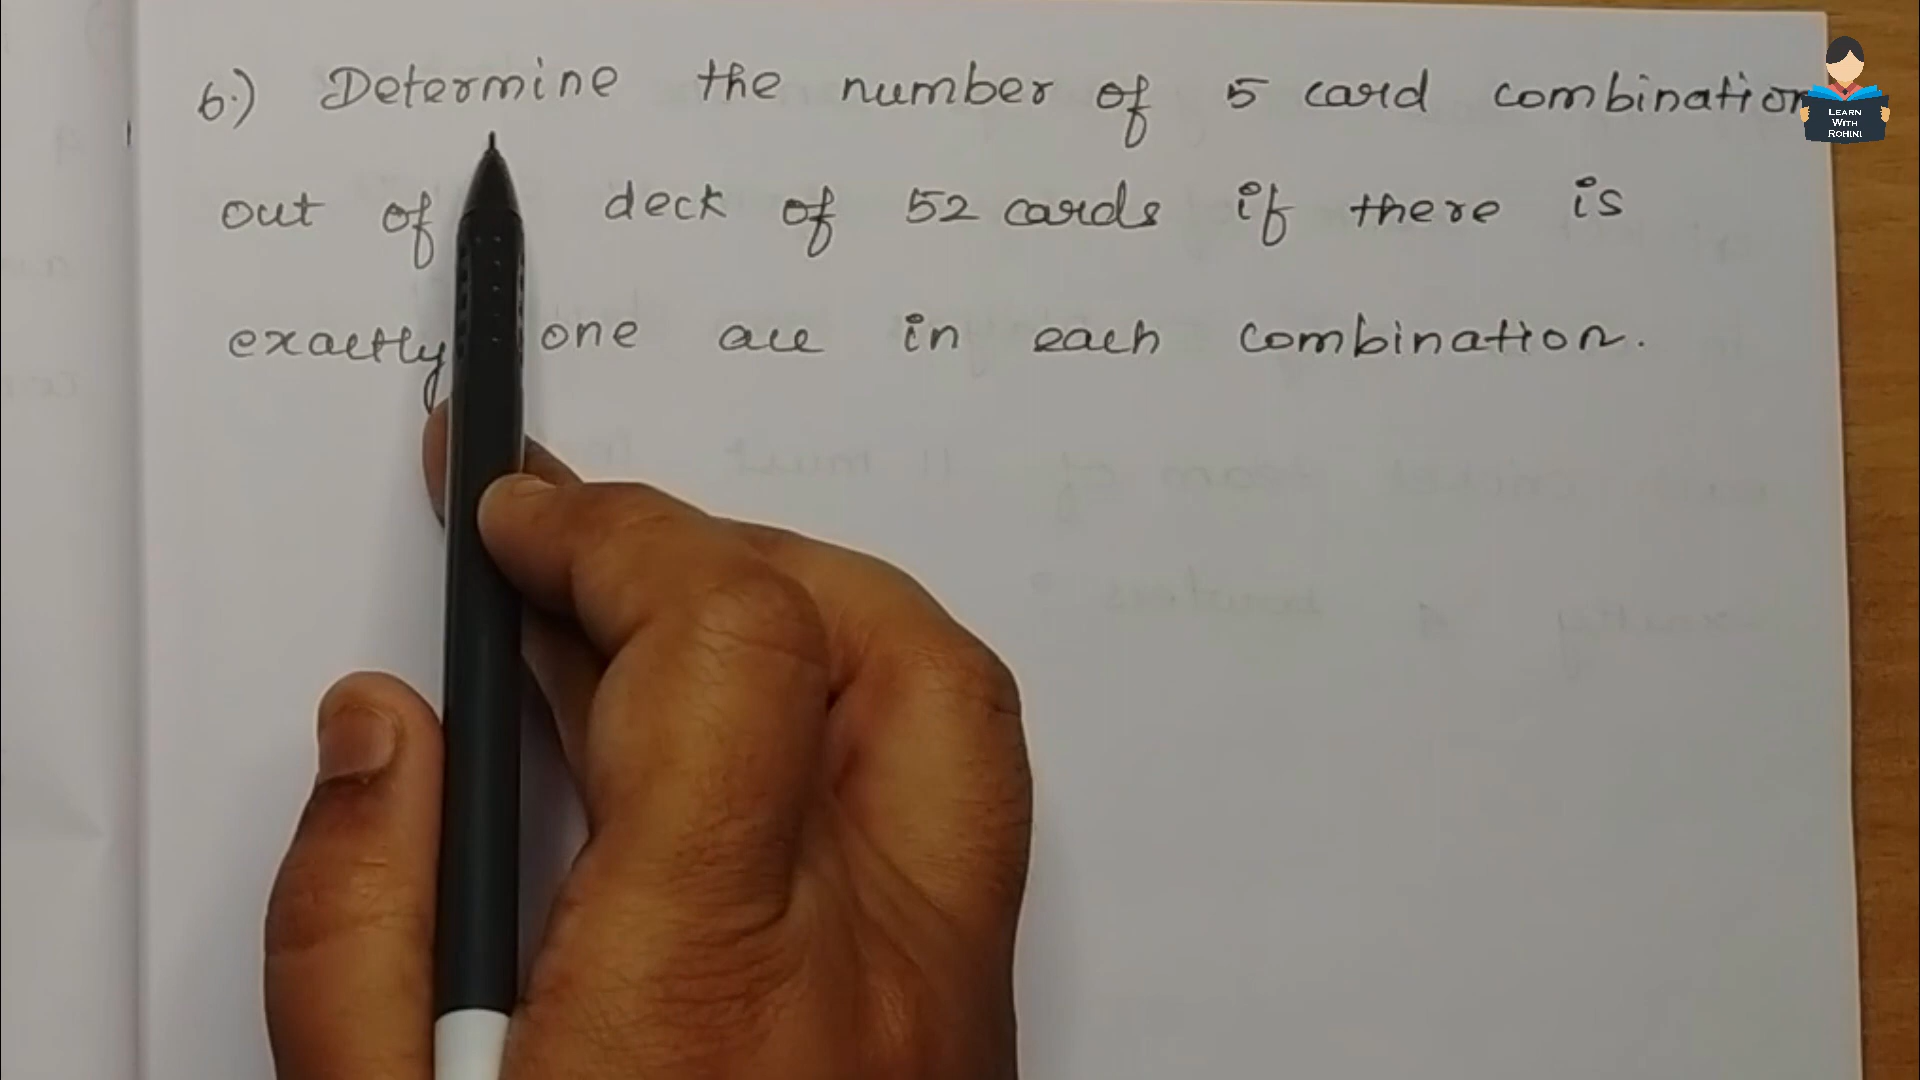 6.) Determine the number of 5 card combination
out of deck of 52 cards if there is
exactly one ace in each combination.
LEARN
WITH
ROHINI